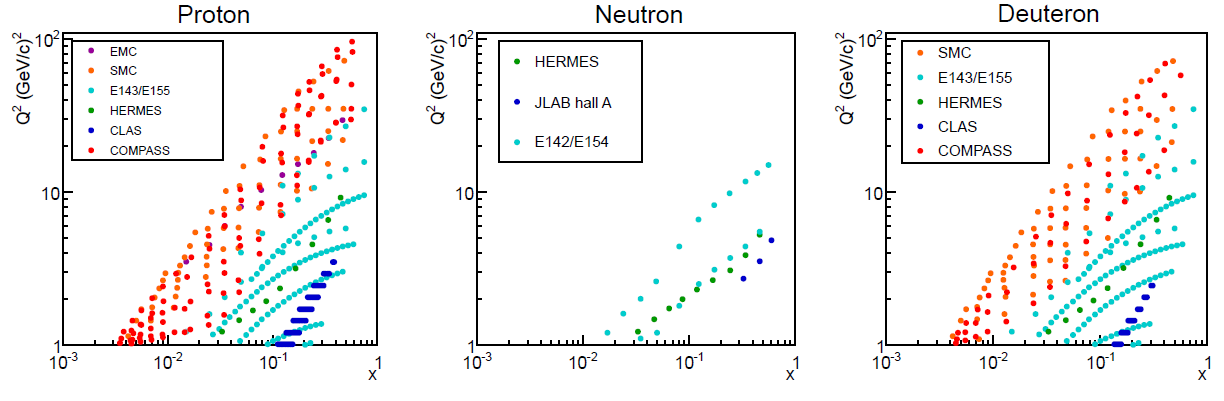 Proton
Q² (GeV/c)²
10²
10
1
EMC
SMC
E143/E155
HERMES
CLAS
COMPASS
10⁻³
10⁻²
10⁻¹
1
x
Neutron
Q² (GeV/c)²
10²
10
1
HERMES
JLAB hall A
E142/E154
10⁻³
10⁻²
10⁻¹
1
x
Deuteron
Q² (GeV/c)²
10²
10
1
SMC
E143/E155
HERMES
CLAS
COMPASS
10⁻³
10⁻²
10⁻¹
1
x